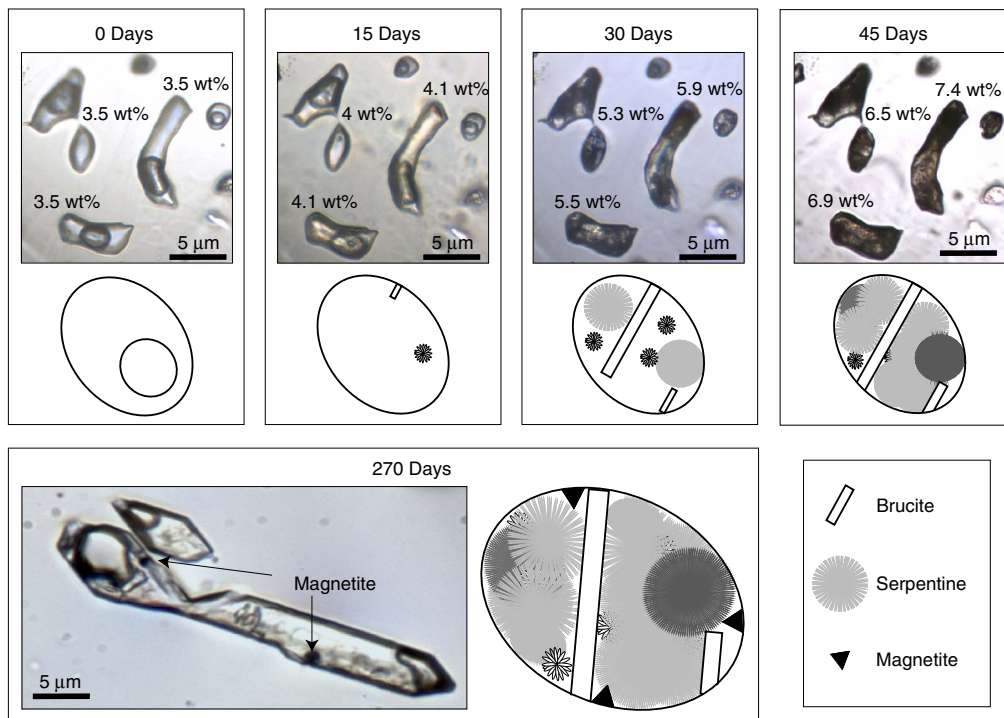 0 Days
3.5 wt%
3.5 wt%
3.5 wt%
5 μm
15 Days
4.1 wt%
4 wt%
4.1 wt%
5 μm
30 Days
5.9 wt%
5.3 wt%
5.5 wt%
5 μm
45 Days
7.4 wt%
6.5 wt%
6.9 wt%
5 μm
270 Days
Magnetite
5 μm
Brucite
Serpentine
Magnetite